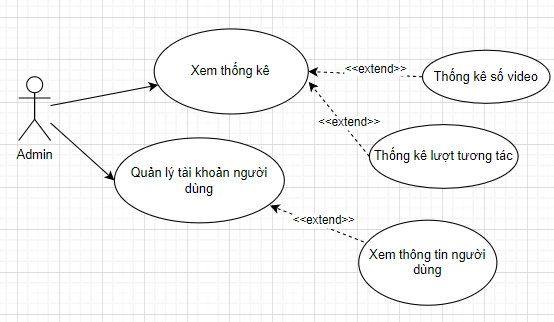 Xem thống kê
<<extend>>
Thống kê số video
<<extend>>
Admin
Thống kê lượt tương tác
Quản lý tài khoản người
dùng
<<extend>>
Xem thông tin người
dùng